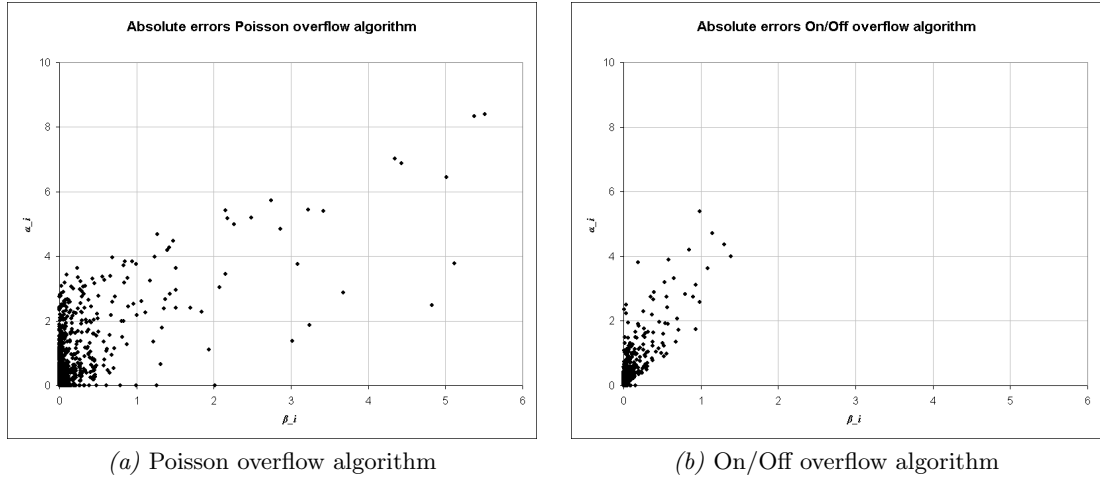 Absolute errors Poisson overflow algorithm
10
8
6
4
2
0
α_i
0 1 2 3 4 5 6
β_i
(a) Poisson overflow algorithm
Absolute errors On/Off overflow algorithm
10
8
6
4
2
0
α_i
0 1 2 3 4 5 6
β_i
(b) On/Off overflow algorithm